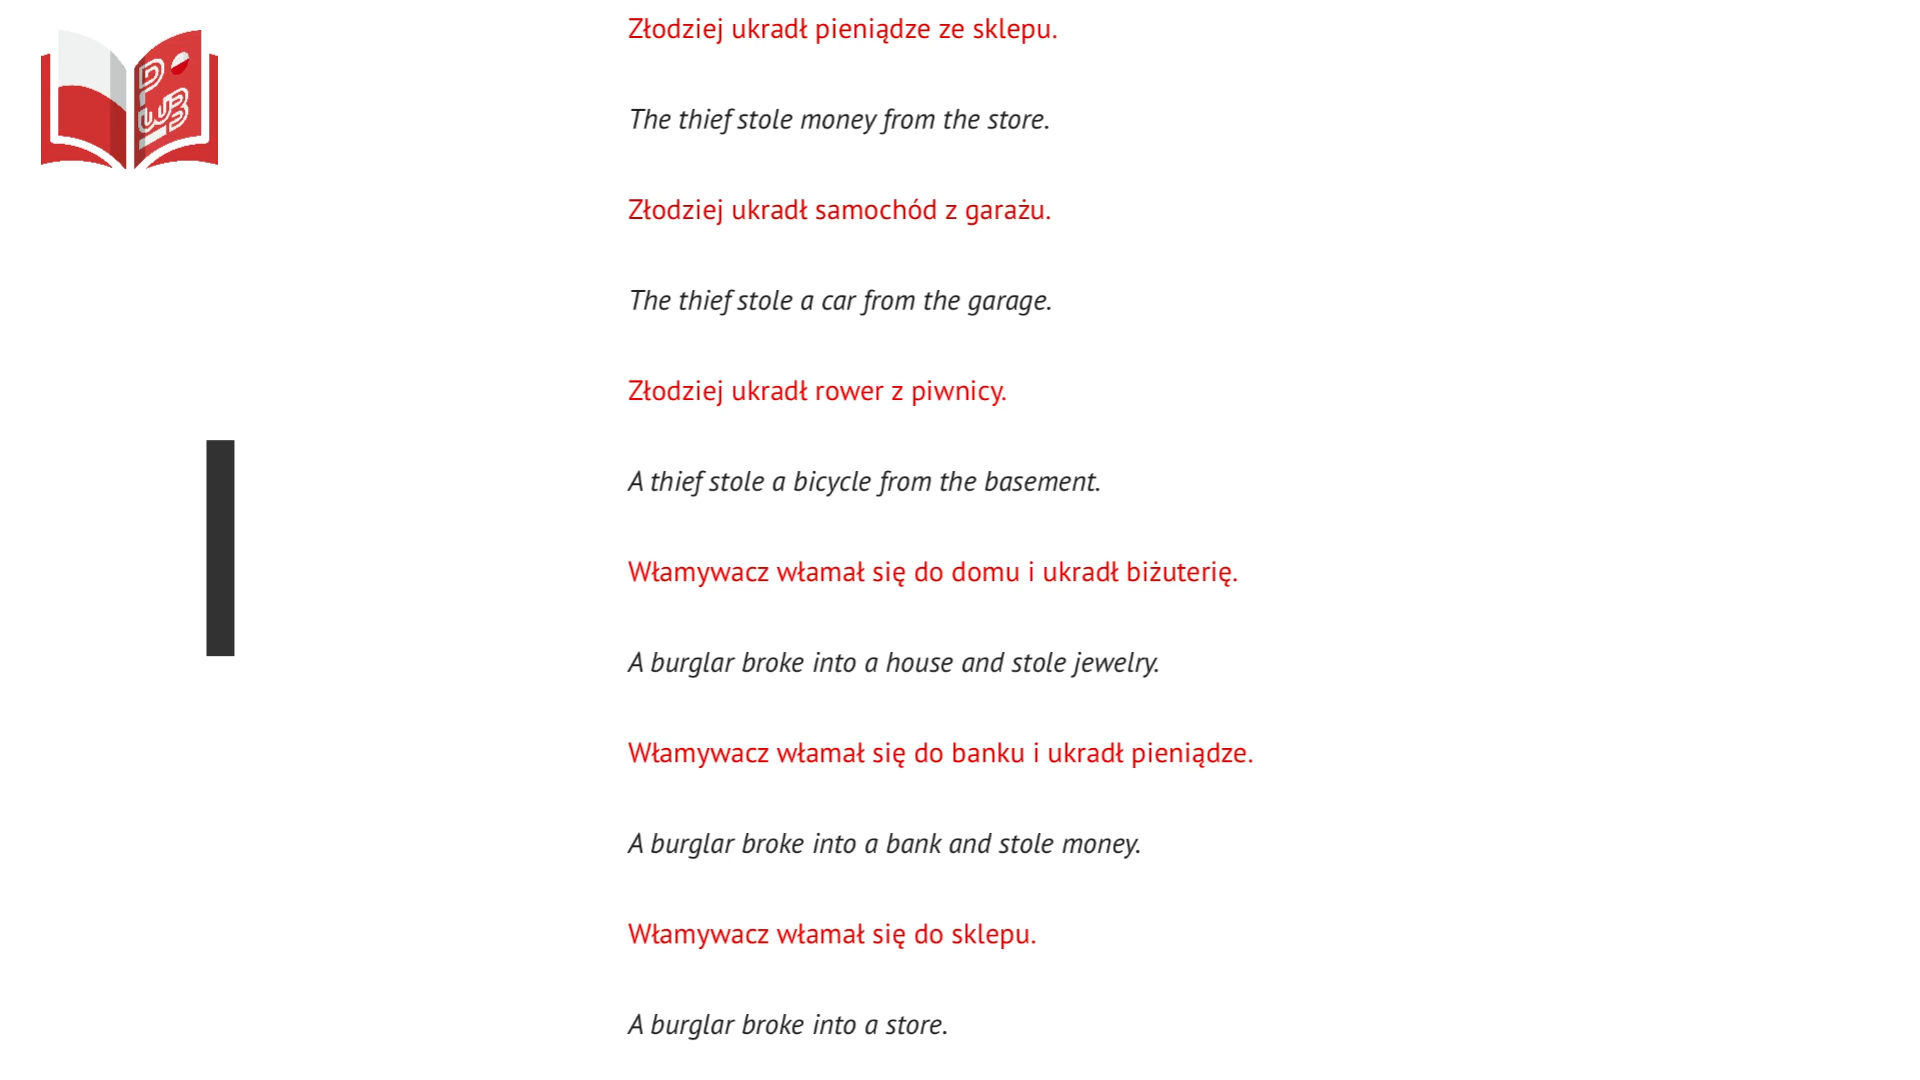 Złodziej ukradł pieniądze ze sklepu.
The thief stole money from the store.
Złodziej ukradł samochód z garażu.
The thief stole a car from the garage.
Złodziej ukradł rower z piwnicy.
A thief stole a bicycle from the basement.
Włamywacz włamał się do domu i ukradł biżuterię.
A burglar broke into a house and stole jewelry.
Włamywacz włamał się do banku i ukradł pieniądze.
A burglar broke into a bank and stole money.
Włamywacz włamał się do sklepu.
A burglar broke into a store.